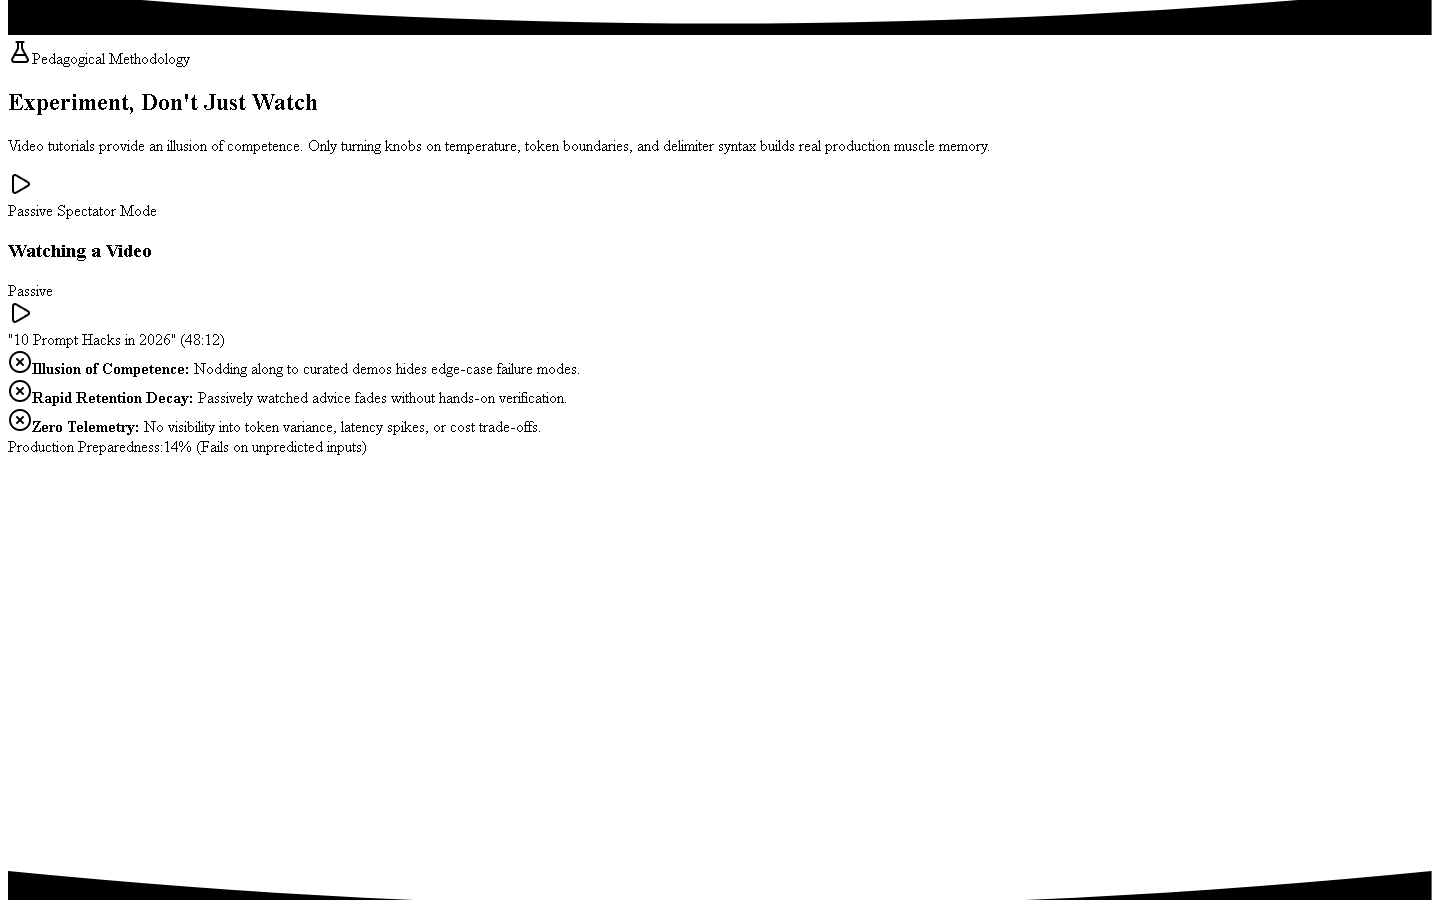 Pedagogical Methodology
Experiment, Don't Just Watch
Video tutorials provide an illusion of competence. Only turning knobs on temperature, token boundaries, and delimiter syntax builds real production muscle memory.
Passive Spectator Mode
Watching a Video
Passive
"10 Prompt Hacks in 2026" (48:12)
Illusion of Competence: Nodding along to curated demos hides edge-case failure modes.
Rapid Retention Decay: Passively watched advice fades without hands-on verification.
Zero Telemetry: No visibility into token variance, latency spikes, or cost trade-offs.
Production Preparedness:14% (Fails on unpredicted inputs)